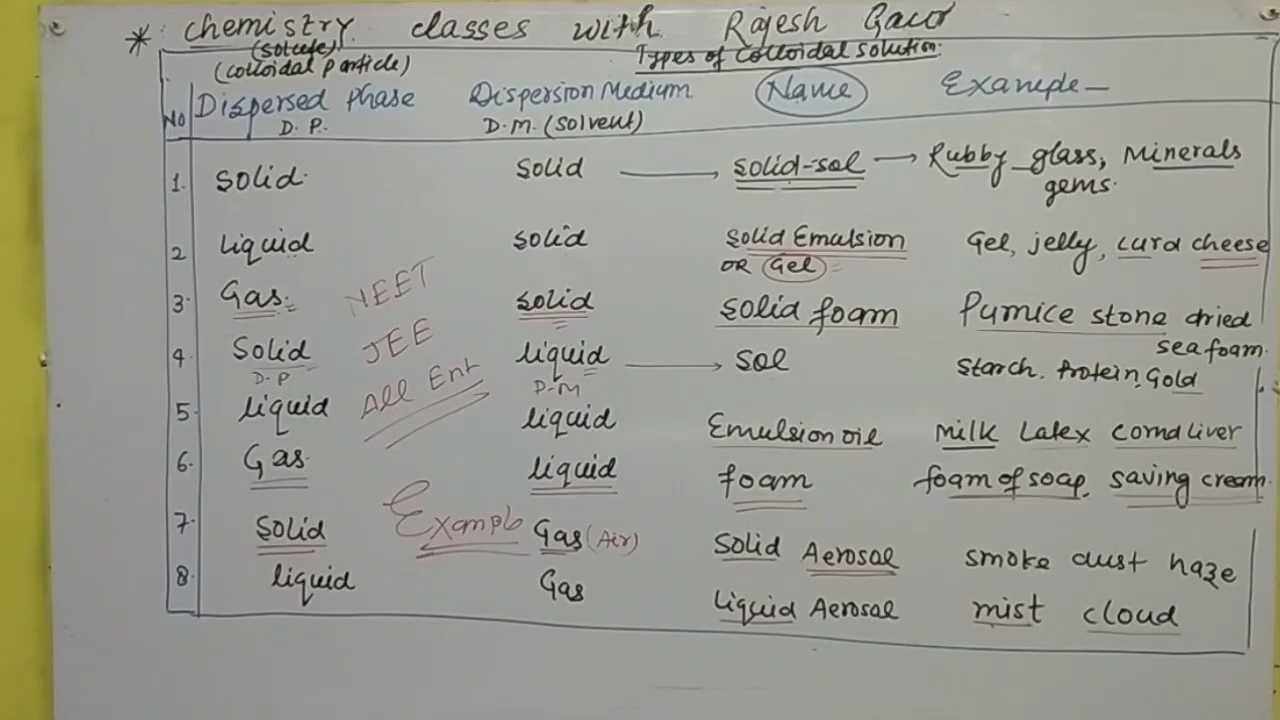 * chemistry classes with Rajesh Gaur
(solute) Types of Colloidal solution:
(colloidal particle)
No Dispersed phase Dispersion Medium Name Example -
D.P. D.M. (solvent)
1. solid solid → solid-sol → Rubby glass, Minerals
gems.
2 liquid solid solid Emulsion Gel, jelly, curd cheese
OR Gel
3. Gas solid solid foam Pumice stone dried
sea foam.
NEET
4. Solid liquid → sol starch. Protein, Gold
D.P D-M
JEE
5. liquid liquid Emulsion oil milk Latex cornd liver
All Ent
6. Gas liquid foam foam of soap, saving cream.
7. solid Gas (Air) solid Aerosal smoke dust haze
Example
8. liquid Gas liquid Aerosal mist cloud